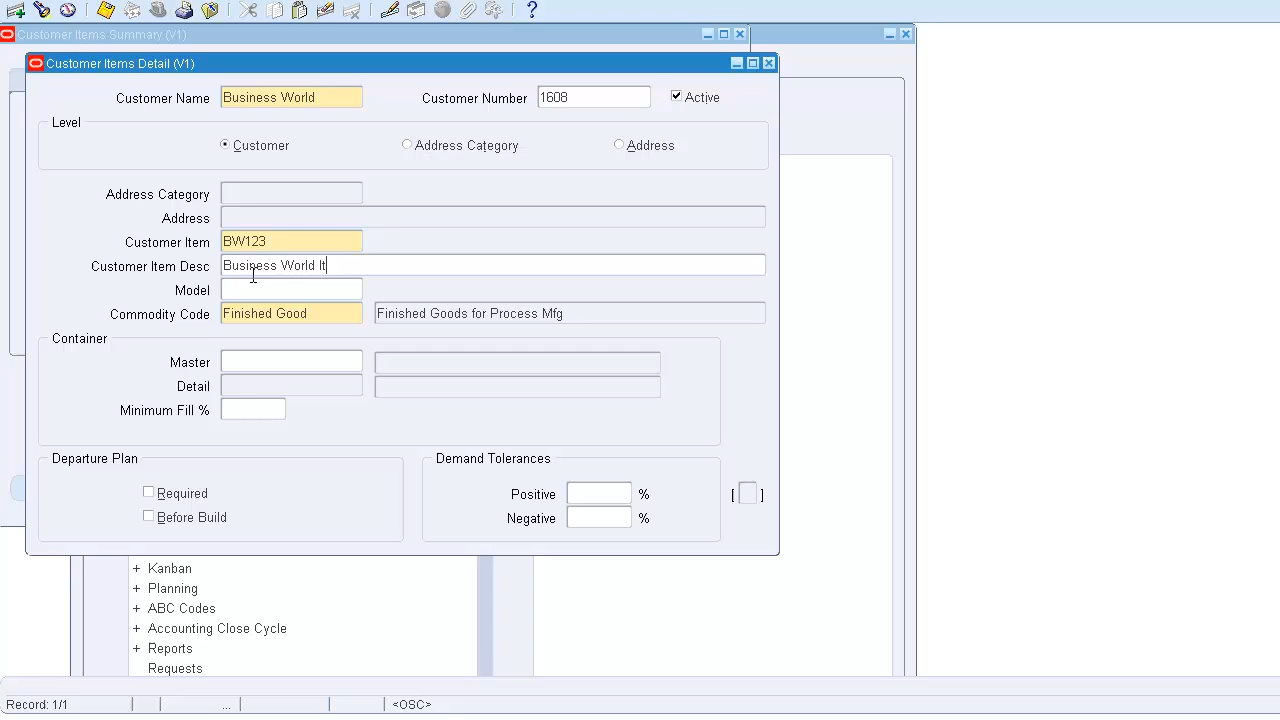 Customer Items Summary (V1)
Customer Items Detail (V1)
Customer Name Business World Customer Number 1608 Active
Level
Customer Address Category Address
Address Category
Address
Customer Item BW123
Customer Item Desc Business World It
Model
Commodity Code Finished Good Finished Goods for Process Mfg
Container
Master
Detail
Minimum Fill %
Departure Plan Demand Tolerances
Required Positive % [ ]
Before Build Negative %
+ Kanban
+ Planning
+ ABC Codes
+ Accounting Close Cycle
+ Reports
Requests
Record: 1/1 ... <OSC>